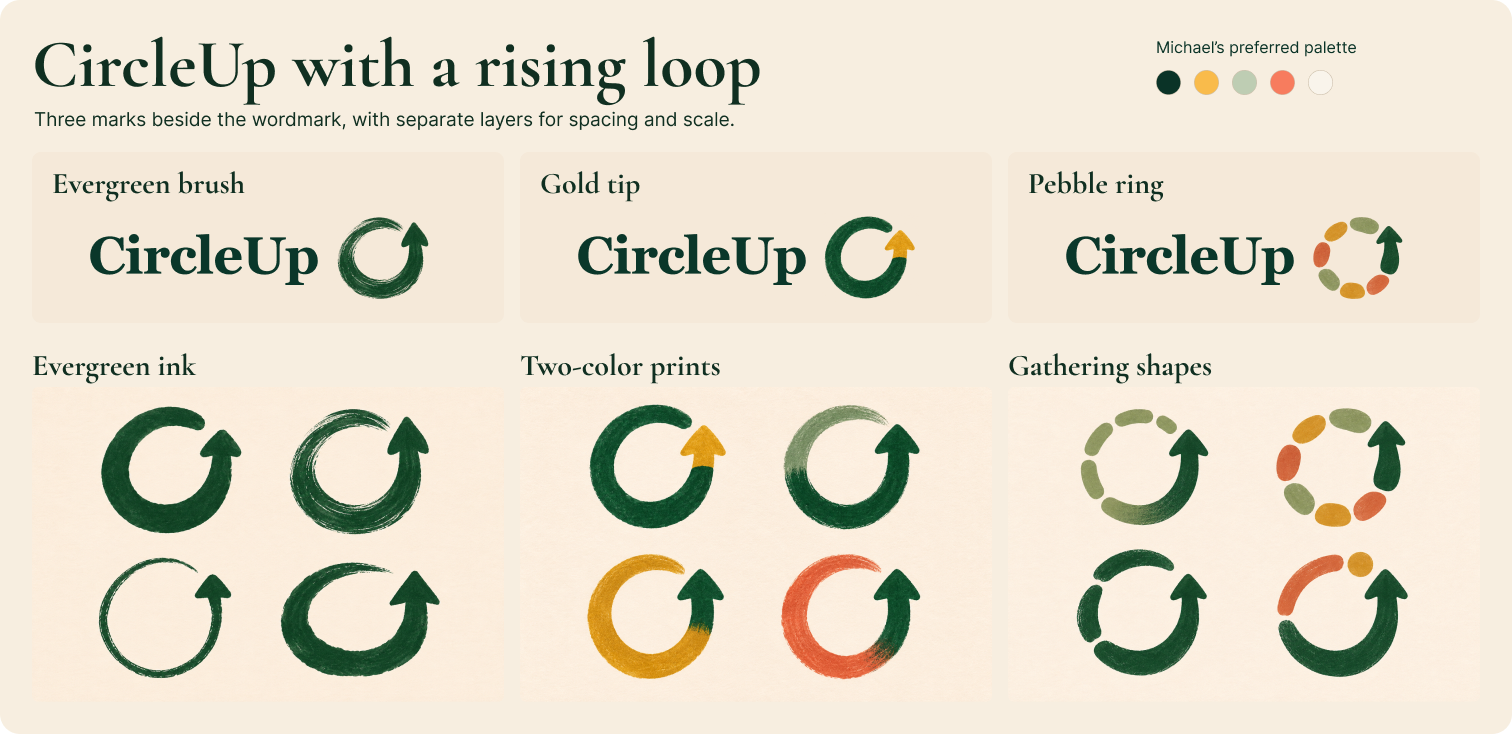 CircleUp with a rising loop
Michael's preferred palette
Three marks beside the wordmark, with separate layers for spacing and scale.
Evergreen brush
CircleUp
Gold tip
CircleUp
Pebble ring
CircleUp
Evergreen ink
Two-color prints
Gathering shapes